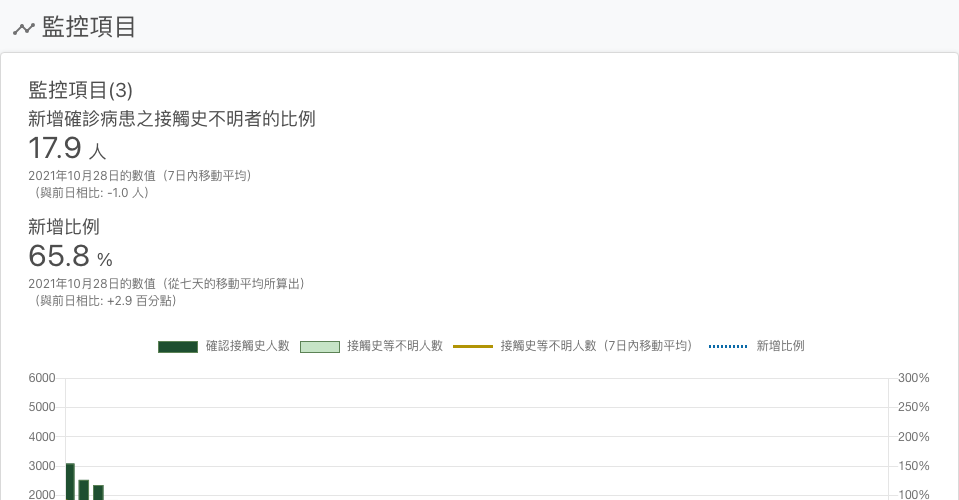 監控項目
監控項目(3)
新增確診病患之接觸史不明者的比例
17.9 人
2021年10月28日的數值（7日內移動平均）
（與前日相比: -1.0 人）
新增比例
65.8 %
2021年10月28日的數值（從七天的移動平均所算出）
（與前日相比: +2.9 百分點）
確認接觸史人數 接觸史等不明人數 接觸史等不明人數（7日內移動平均） 新增比例
6000 300%
5000 250%
4000 200%
3000 150%
2000 100%